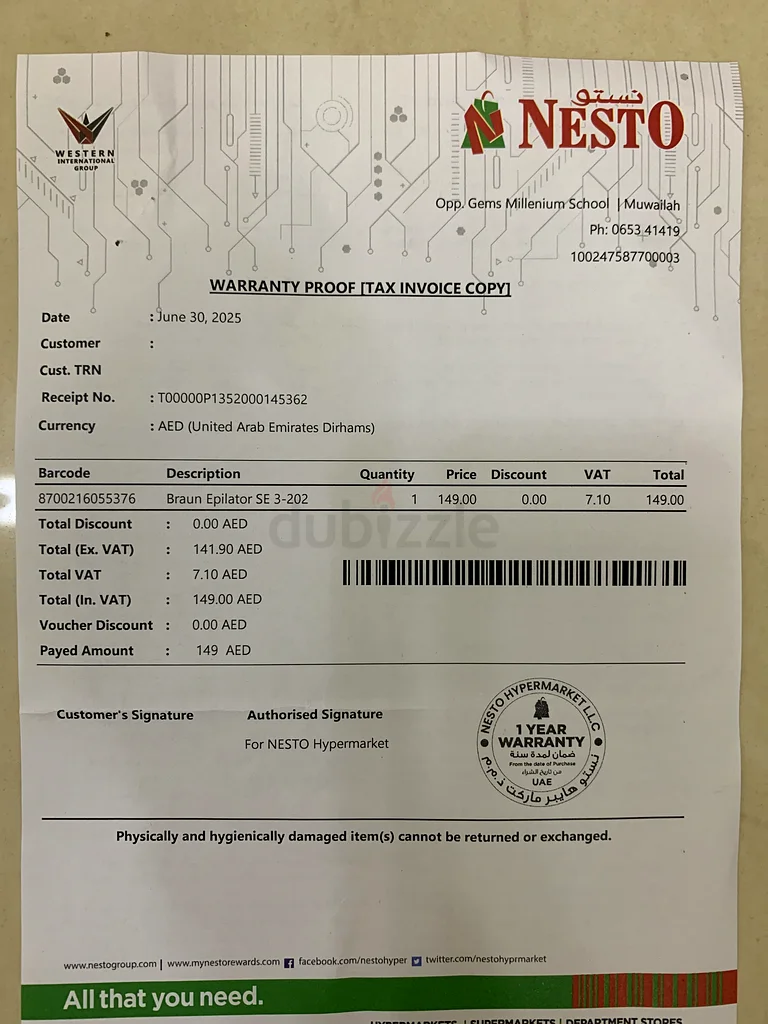 WESTERN
INTERNATIONAL
GROUP
نستو
NESTO
Opp. Gems Millenium School | Muwailah
Ph: 0653 41419
100247587700003
WARRANTY PROOF [TAX INVOICE COPY]
Date : June 30, 2025
Customer :
Cust. TRN
Receipt No. : T00000P1352000145362
Currency : AED (United Arab Emirates Dirhams)
Barcode Description Quantity Price Discount VAT Total
8700216055376 Braun Epilator SE 3-202 1 149.00 0.00 7.10 149.00
Total Discount : 0.00 AED
Total (Ex. VAT) : 141.90 AED
Total VAT : 7.10 AED
Total (In. VAT) : 149.00 AED
Voucher Discount : 0.00 AED
Payed Amount : 149 AED
dubizzle
Customer's Signature Authorised Signature
For NESTO Hypermarket
NESTO HYPERMARKET LLC
1 YEAR
WARRANTY
ضمان لمدة سنة
From the date of Purchase
من تاريخ الشراء
UAE
نستو هايبر ماركت ذ.م.م
Physically and hygienically damaged item(s) cannot be returned or exchanged.
www.nestogroup.com | www.mynestorewards.com facebook.com/nestohyper twitter.com/nestohyprmarket
All that you need.
HYPERMARKETS | SUPERMARKETS | DEPARTMENT STORES